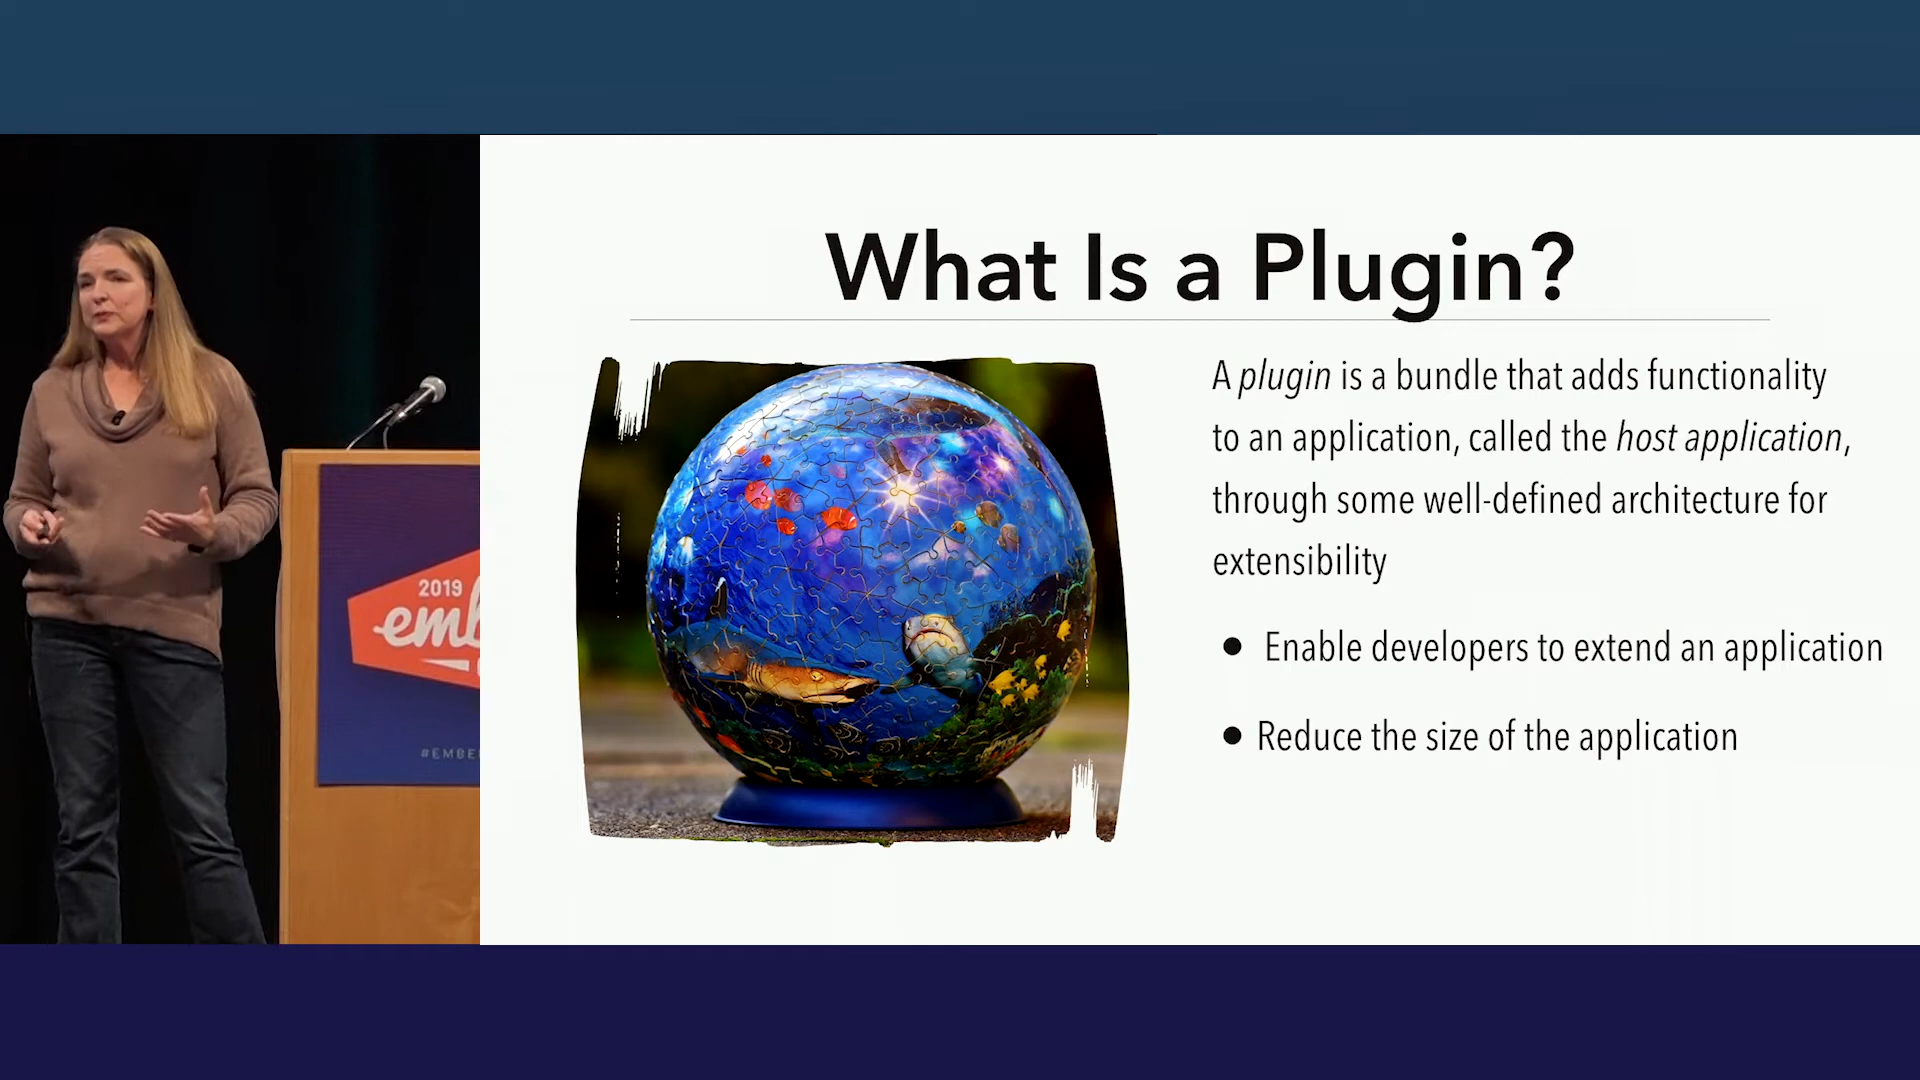 What Is a Plugin?
A plugin is a bundle that adds functionality
to an application, called the host application,
through some well-defined architecture for
extensibility
● Enable developers to extend an application
● Reduce the size of the application
2019